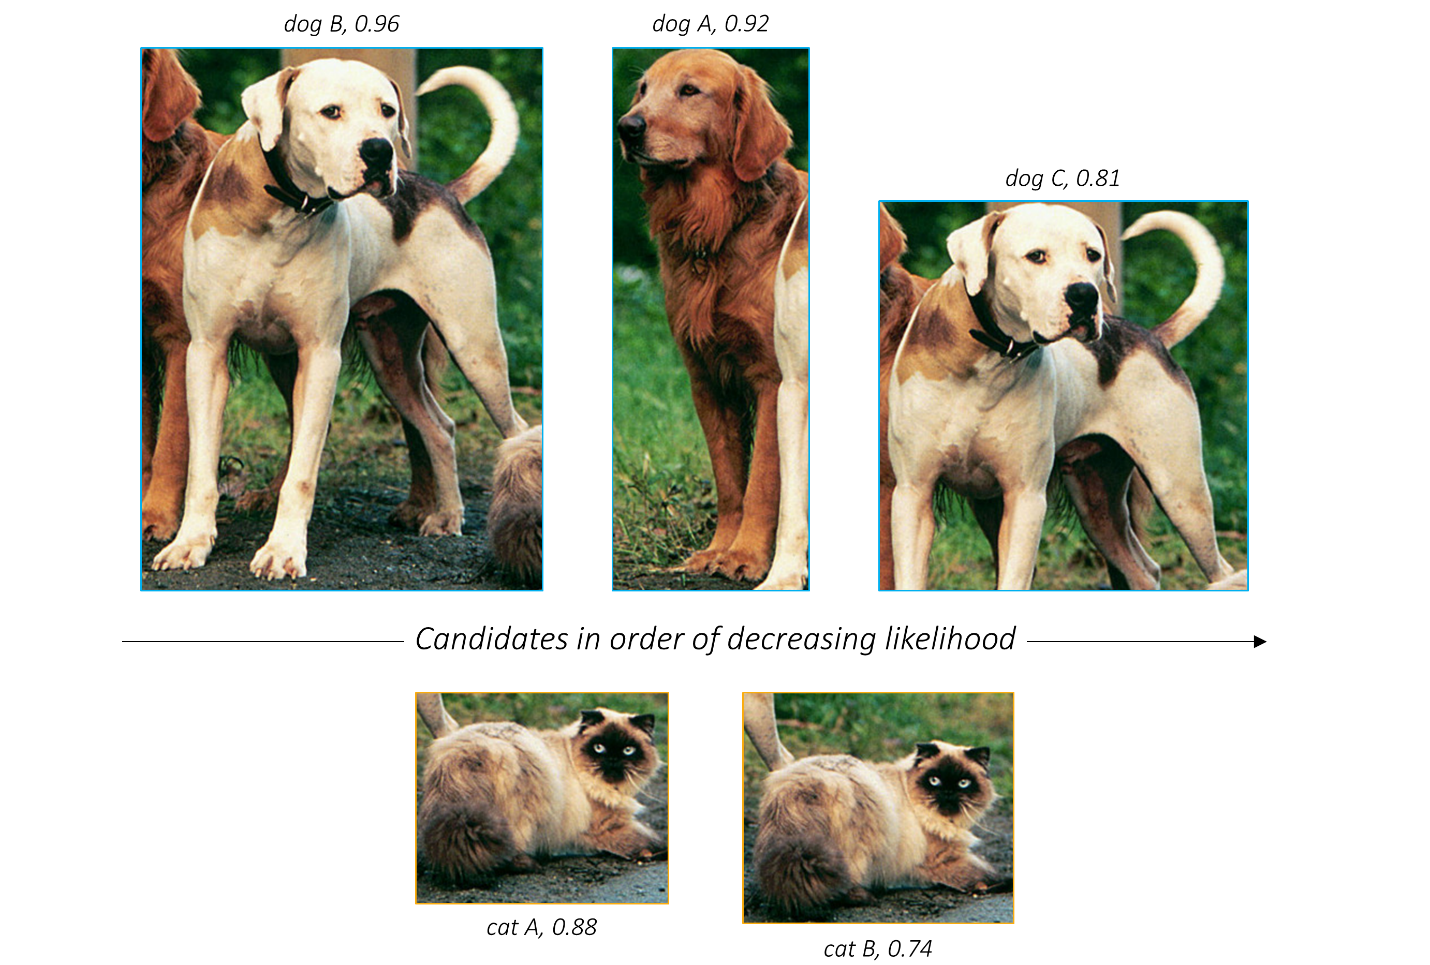 dog B, 0.96
dog A, 0.92
dog C, 0.81
Candidates in order of decreasing likelihood
cat A, 0.88
cat B, 0.74